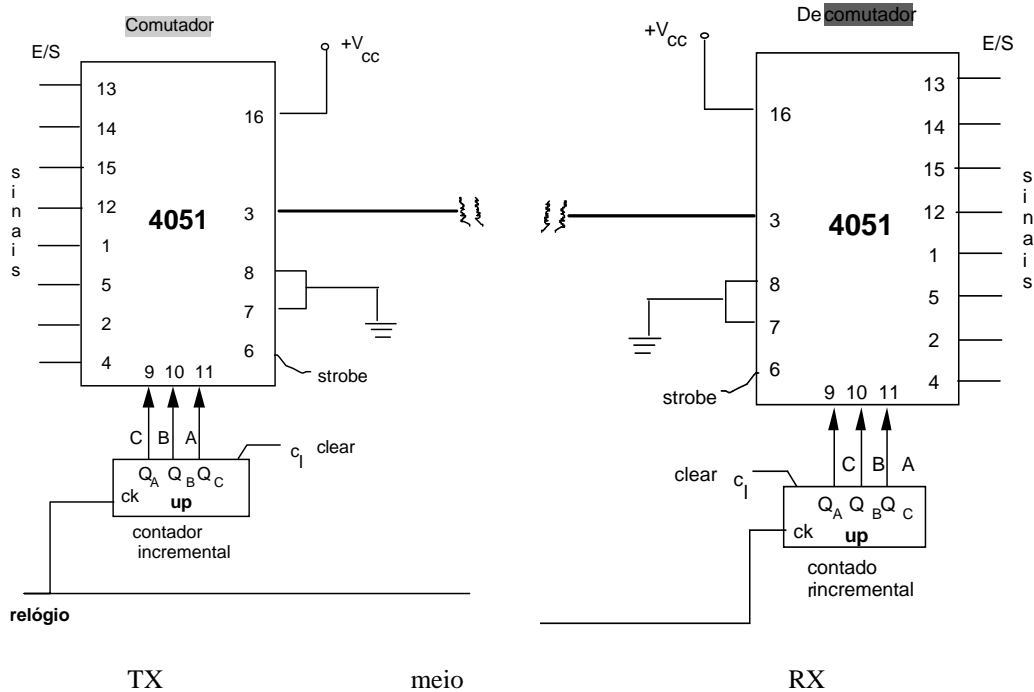 Comutador
E/S
+Vcc
13
14
15
12
1
5
2
4
sinais
4051
16
3
8
7
6
strobe
9 10 11
C B A
cl clear
QA QB QC
ck
up
contador
incremental
relógio
TX
meio
Decomutador
+Vcc
E/S
16
3
8
7
6
strobe
4051
13
14
15
12
1
5
2
4
sinais
9 10 11
C B A
clear cl
QA QB QC
ck
up
contado
rincremental
RX